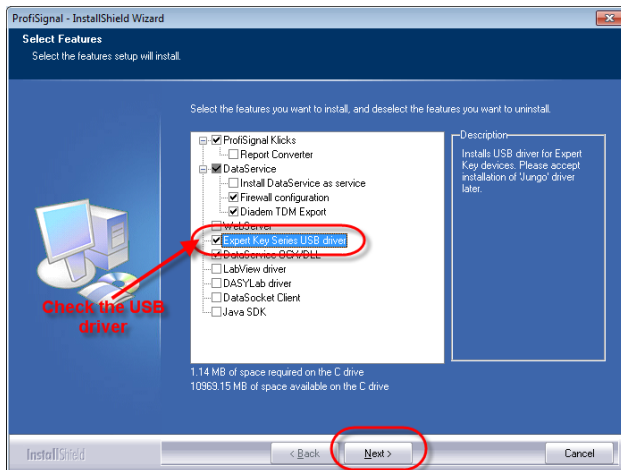 ProfiSignal - InstallShield Wizard
Select Features
Select the features setup will install.
Select the features you want to install, and deselect the features you want to uninstall.
ProfiSignal Klicks
Report Converter
DataService
Install DataService as service
Firewall configuration
Diadem TDM Export
WebServer
Expert Key Series USB driver
DataService OCX/DLL
LabView driver
DASYLab driver
DataSocket Client
Java SDK
Description
Installs USB driver for Expert
Key devices. Please accept
installation of 'Jungo' driver
later.
Check the USB
driver
1.14 MB of space required on the C drive
10969.15 MB of space available on the C drive
InstallShield
< Back
Next >
Cancel